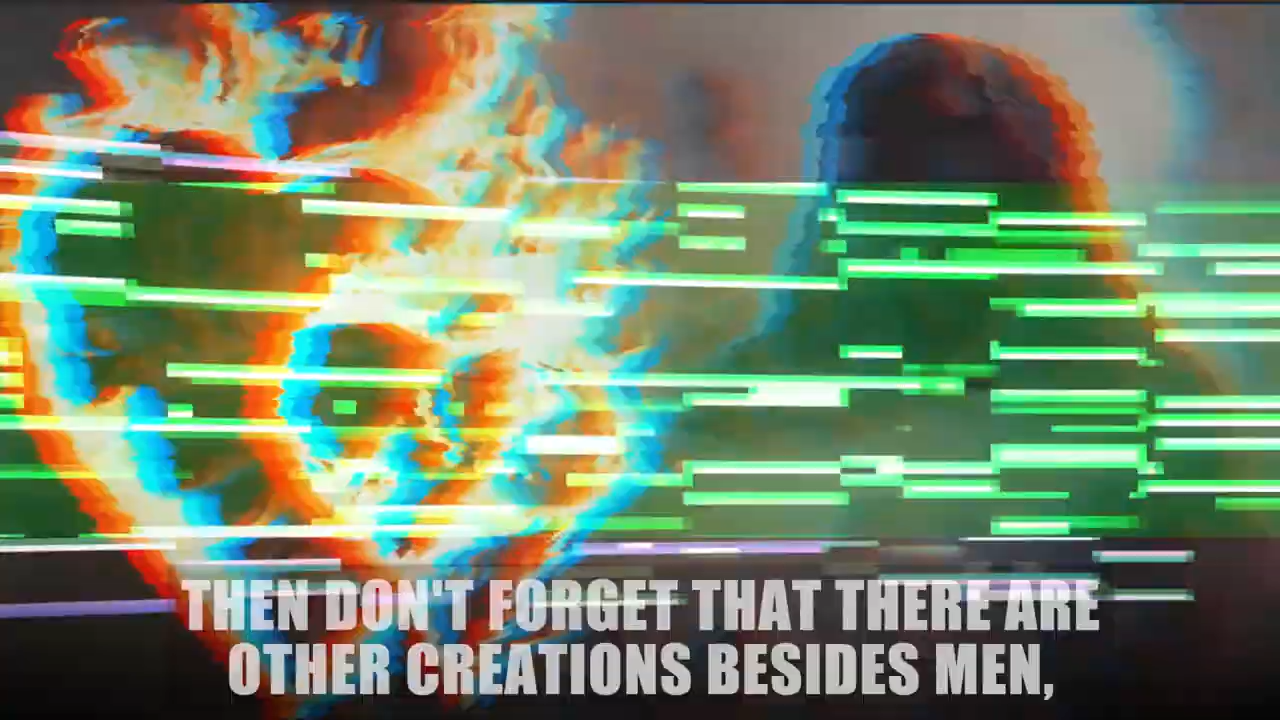 THEN DON'T FORGET THAT THERE ARE
OTHER CREATIONS BESIDES MEN,